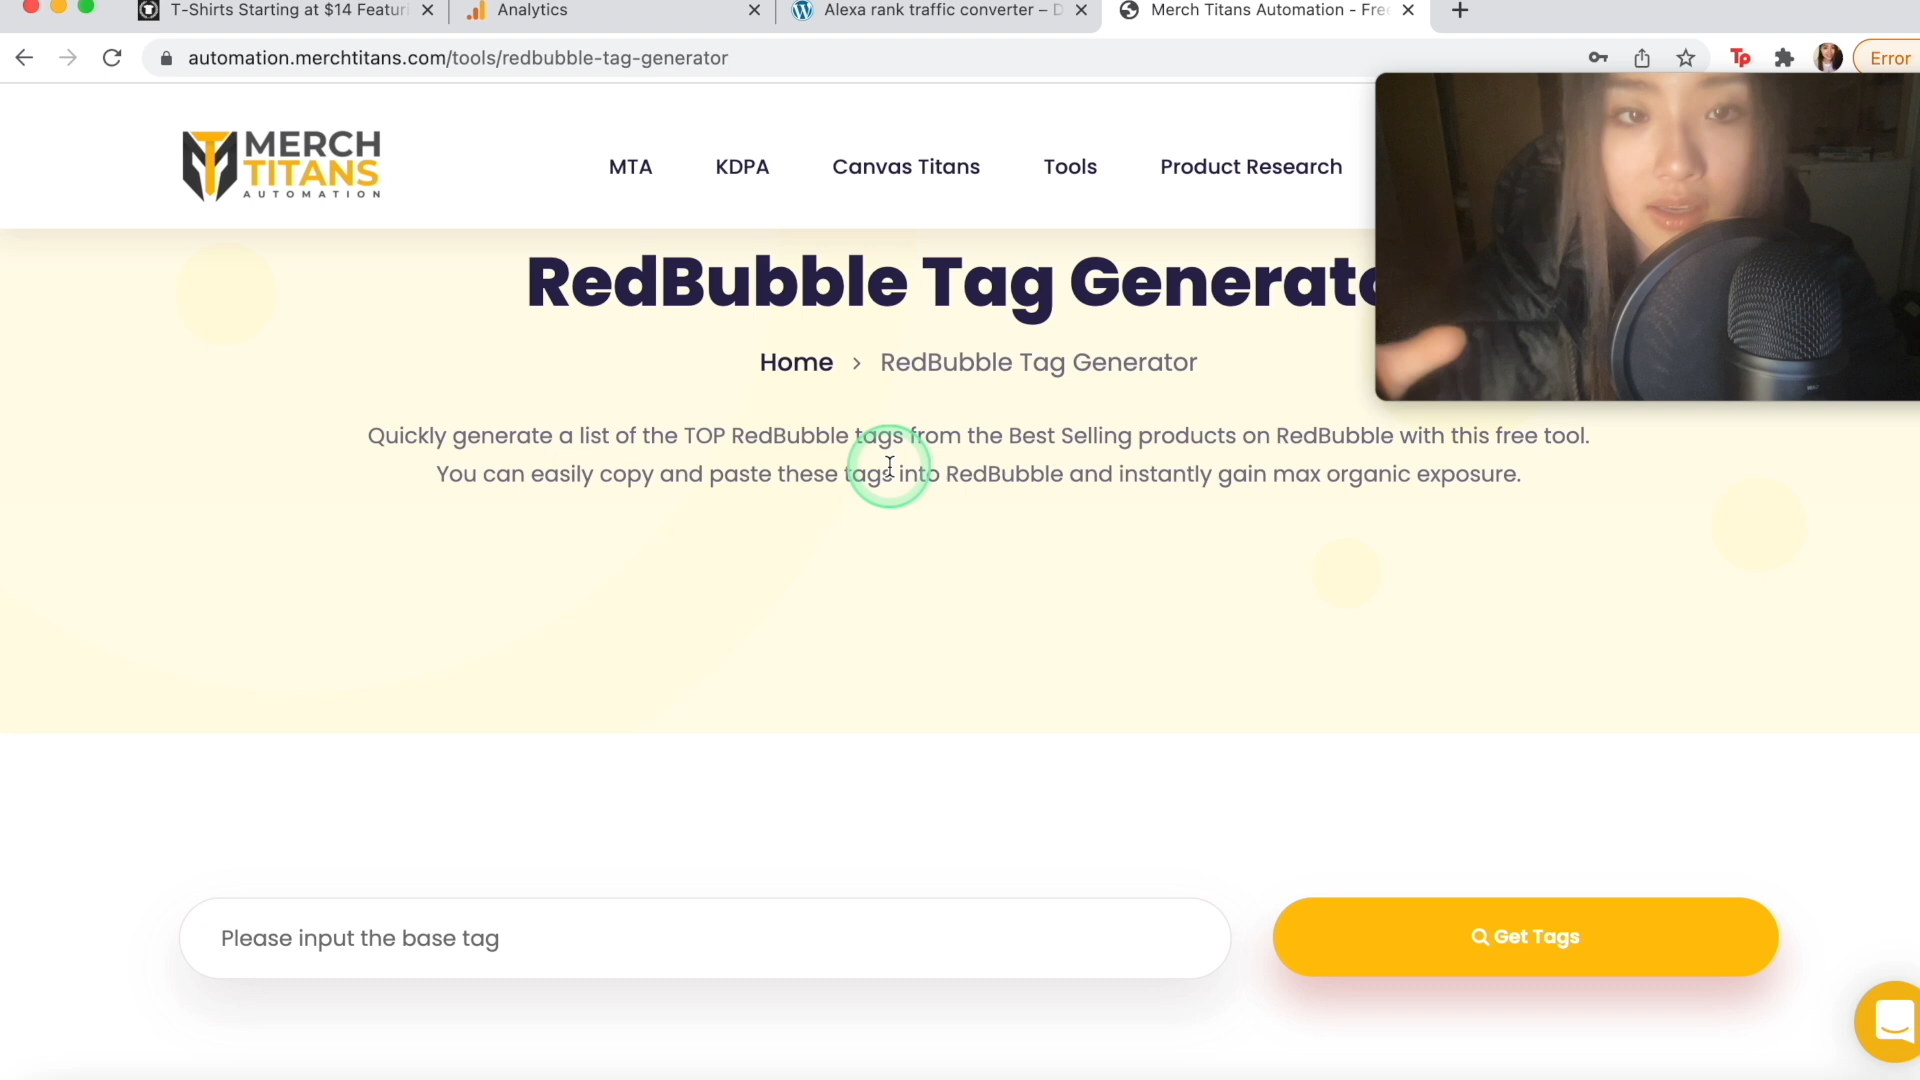 T-Shirts Starting at $14 Featuri
Analytics
Alexa rank traffic converter – D
Merch Titans Automation - Fre
automation.merchtitans.com/tools/redbubble-tag-generator
Tp
Error
MERCH
TITANS
AUTOMATION
MTA
KDPA
Canvas Titans
Tools
Product Research
RedBubble Tag Generato
Home > RedBubble Tag Generator
Quickly generate a list of the TOP RedBubble tags from the Best Selling products on RedBubble with this free tool.
You can easily copy and paste these tags into RedBubble and instantly gain max organic exposure.
Please input the base tag
Get Tags